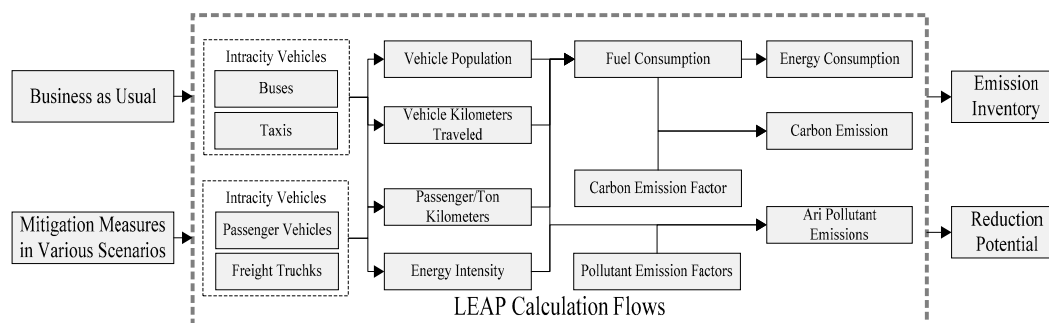 Business as Usual
Mitigation Measures
in Various Scenarios
Intracity Vehicles
Buses
Taxis
Intracity Vehicles
Passenger Vehicles
Freight Truchks
Vehicle Population
Vehicle Kilometers
Traveled
Passenger/Ton
Kilometers
Energy Intensity
Fuel Consumption
Carbon Emission Factor
Pollutant Emission Factors
Energy Consumption
Carbon Emission
Ari Pollutant
Emissions
LEAP Calculation Flows
Emission
Inventory
Reduction
Potential